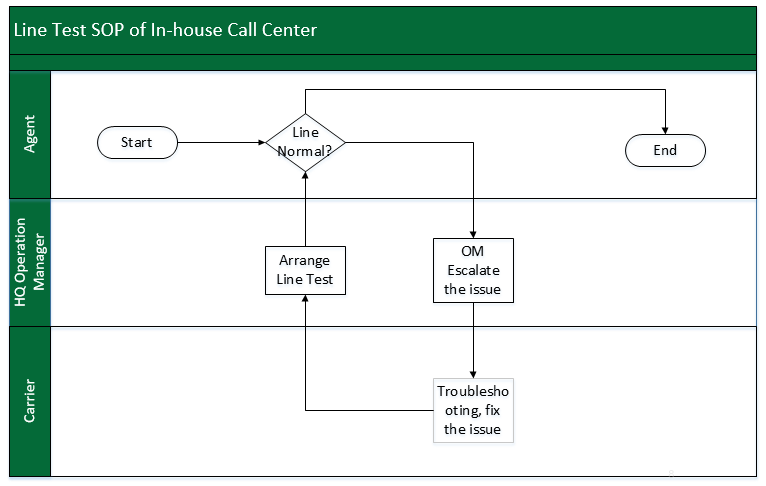 Line Test SOP of In-house Call Center
Agent
Start
Line
Normal?
End
HQ Operation
Manager
Arrange
Line Test
OM
Escalate
the issue
Carrier
Troublesho
oting, fix
the issue